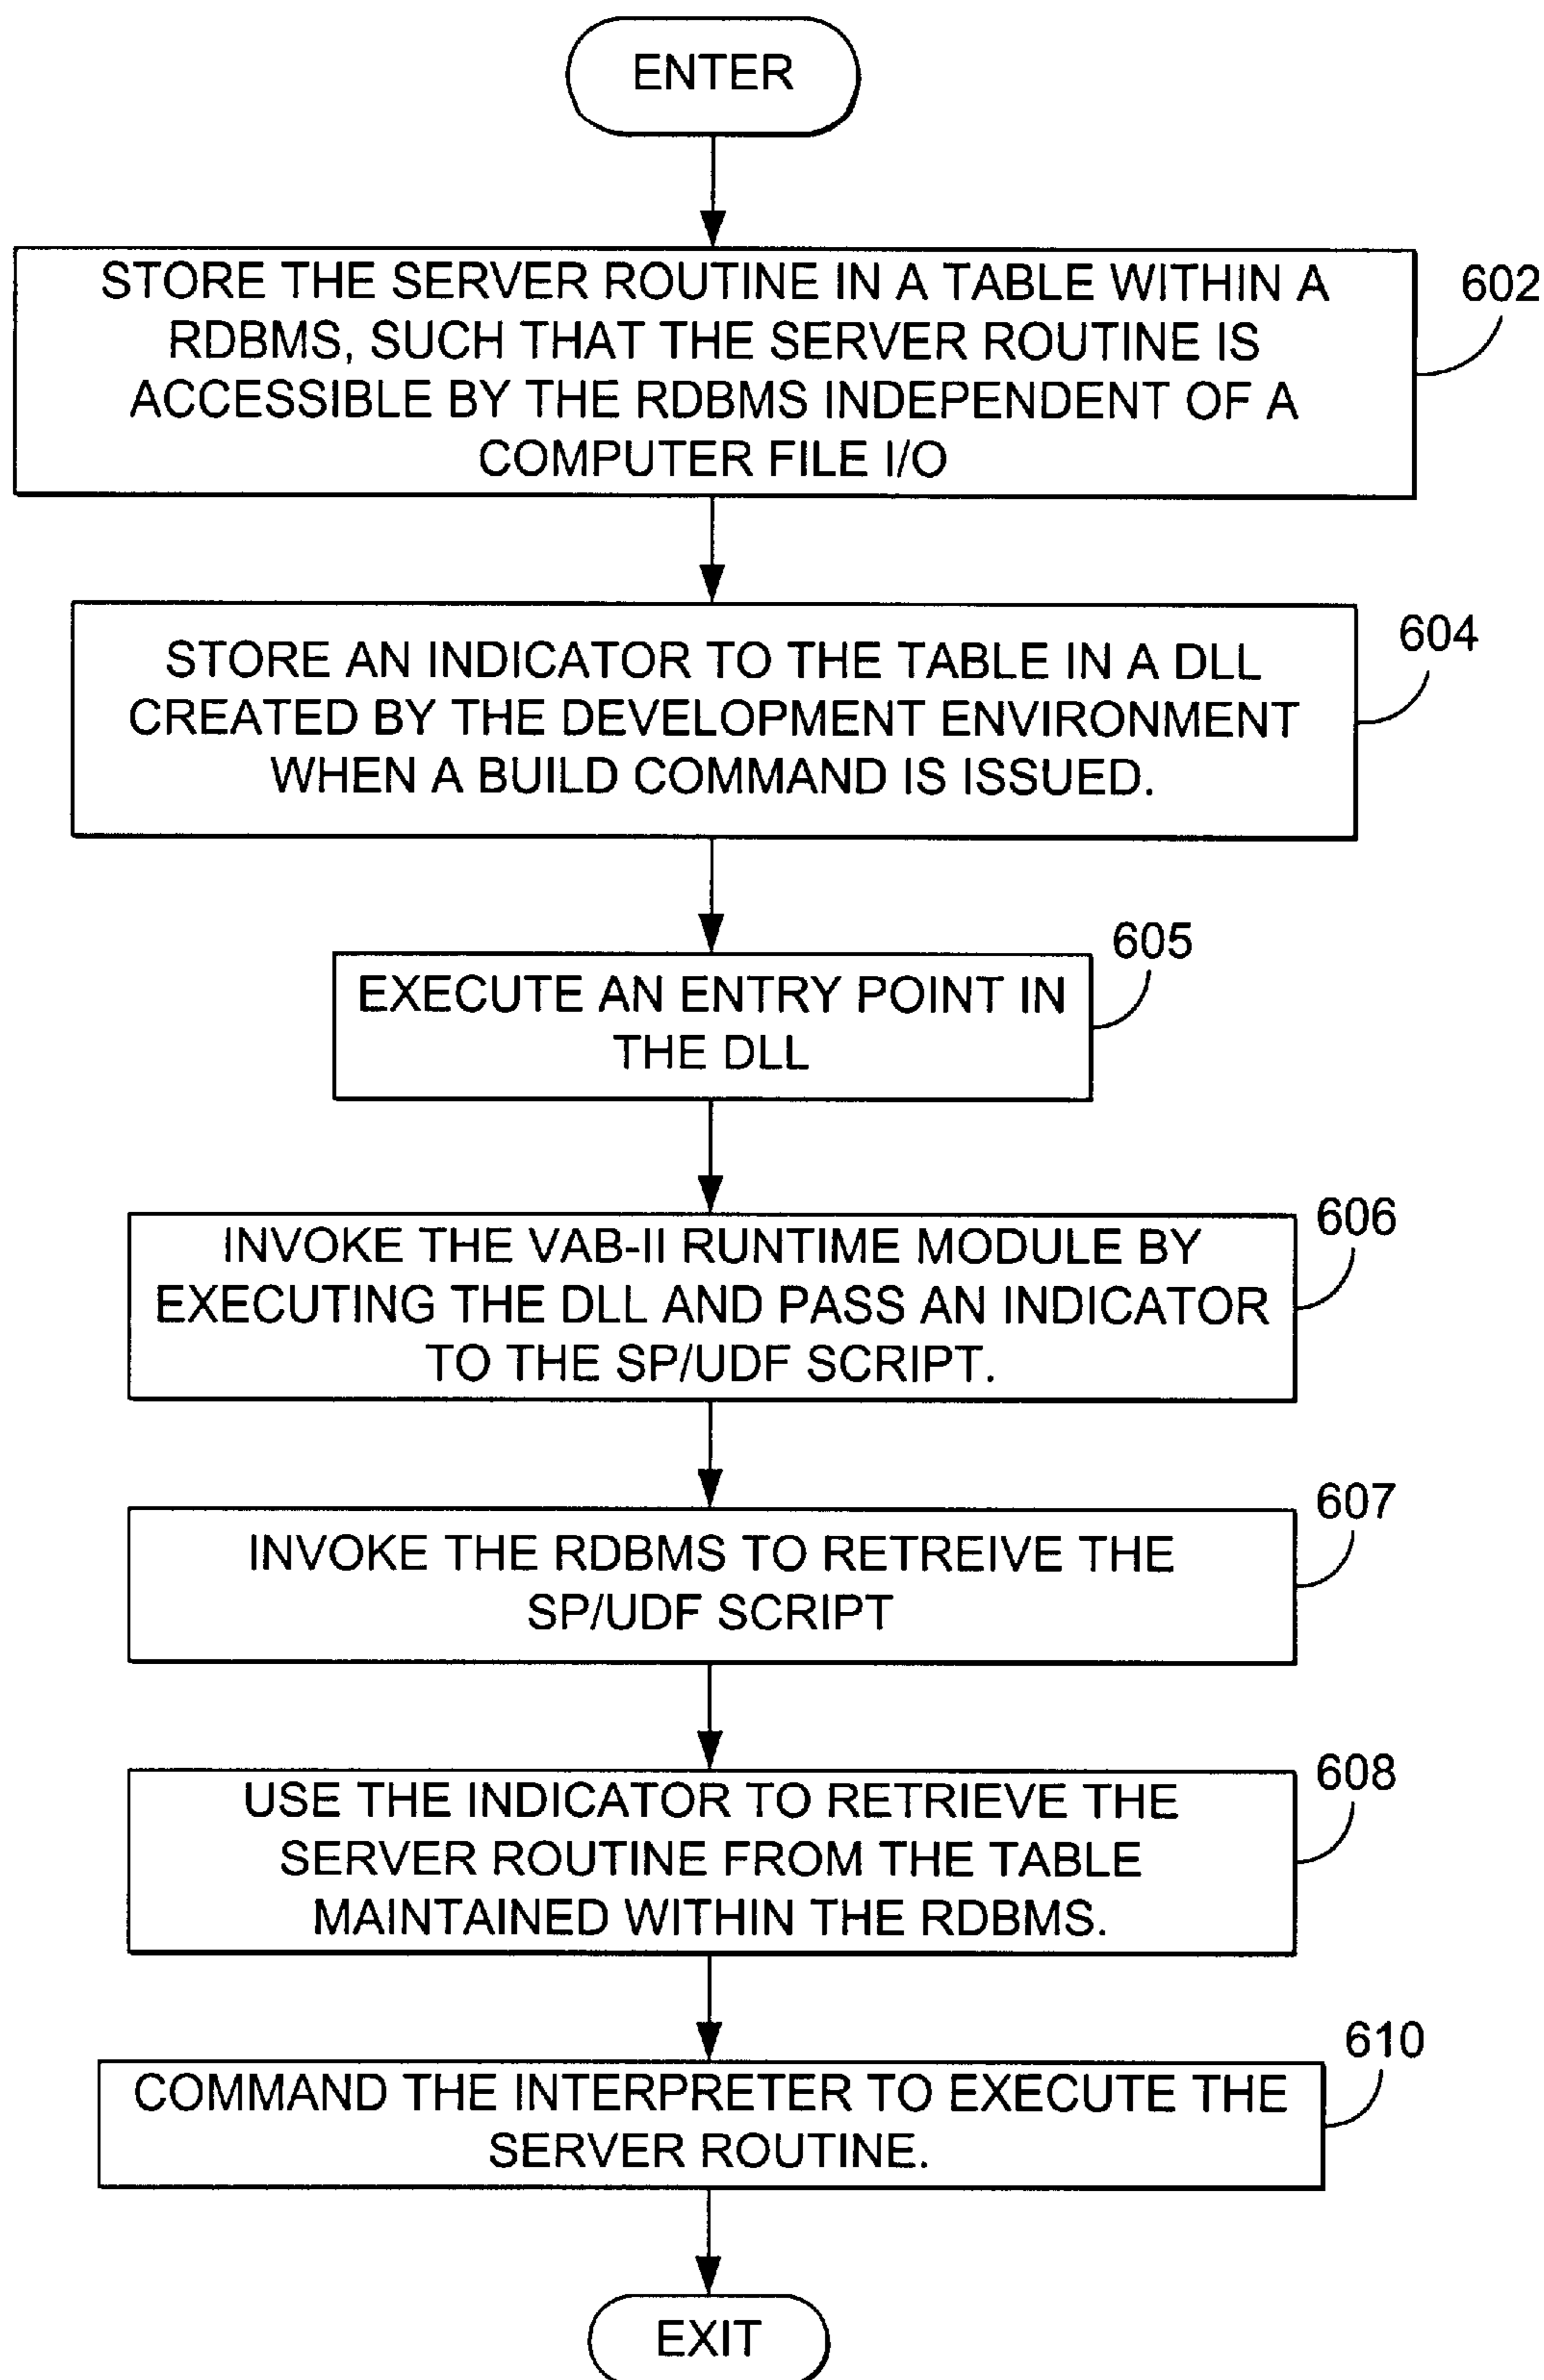 ENTER
STORE THE SERVER ROUTINE IN A TABLE WITHIN A
RDBMS, SUCH THAT THE SERVER ROUTINE IS
ACCESSIBLE BY THE RDBMS INDEPENDENT OF A
COMPUTER FILE I/O
602
STORE AN INDICATOR TO THE TABLE IN A DLL
CREATED BY THE DEVELOPMENT ENVIRONMENT
WHEN A BUILD COMMAND IS ISSUED.
604
EXECUTE AN ENTRY POINT IN
THE DLL
605
INVOKE THE VAB-II RUNTIME MODULE BY
EXECUTING THE DLL AND PASS AN INDICATOR
TO THE SP/UDF SCRIPT.
606
INVOKE THE RDBMS TO RETREIVE THE
SP/UDF SCRIPT
607
USE THE INDICATOR TO RETRIEVE THE
SERVER ROUTINE FROM THE TABLE
MAINTAINED WITHIN THE RDBMS.
608
COMMAND THE INTERPRETER TO EXECUTE THE
SERVER ROUTINE.
610
EXIT